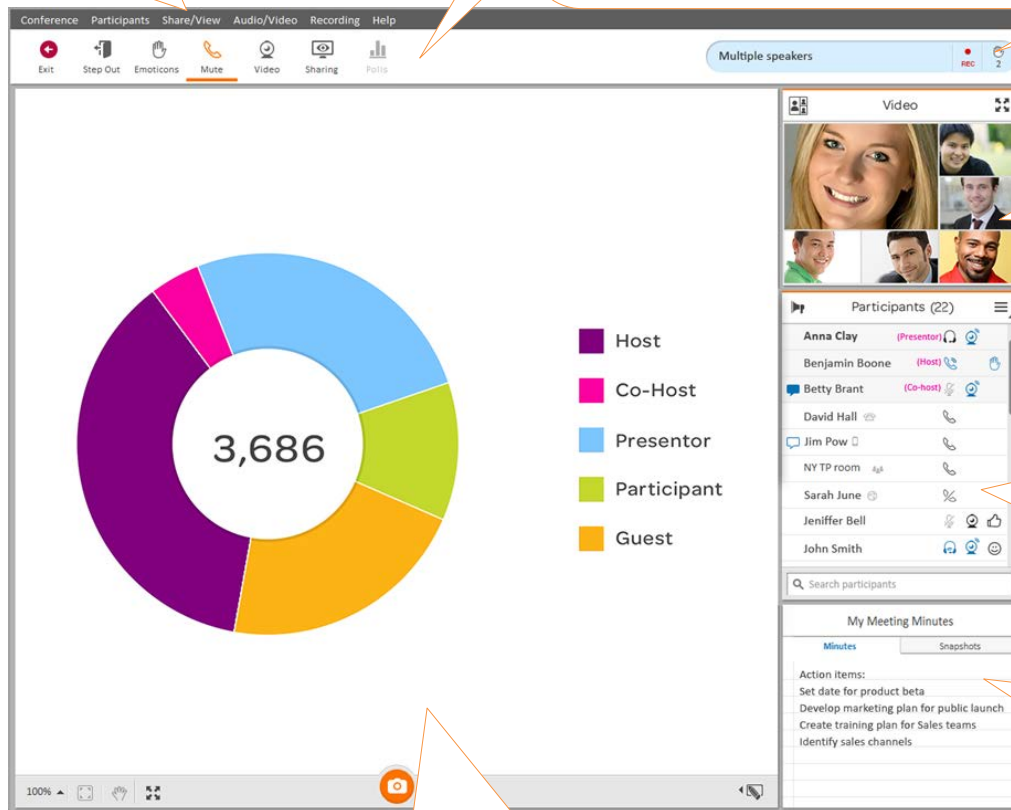 Conference Participants Share/View Audio/Video Recording Help
Exit Step Out Emoticons Mute Video Sharing Polls
Multiple speakers
REC 2
Video
3,686
Host
Co-Host
Presentor
Participant
Guest
Participants (22)
Anna Clay (Presentor)
Benjamin Boone (Host)
Betty Brant (Co-host)
David Hall
Jim Pow
NY TP room
Sarah June
Jeniffer Bell
John Smith
Search participants
My Meeting Minutes
Minutes Snapshots
Action items:
Set date for product beta
Develop marketing plan for public launch
Create training plan for Sales teams
Identify sales channels
100%